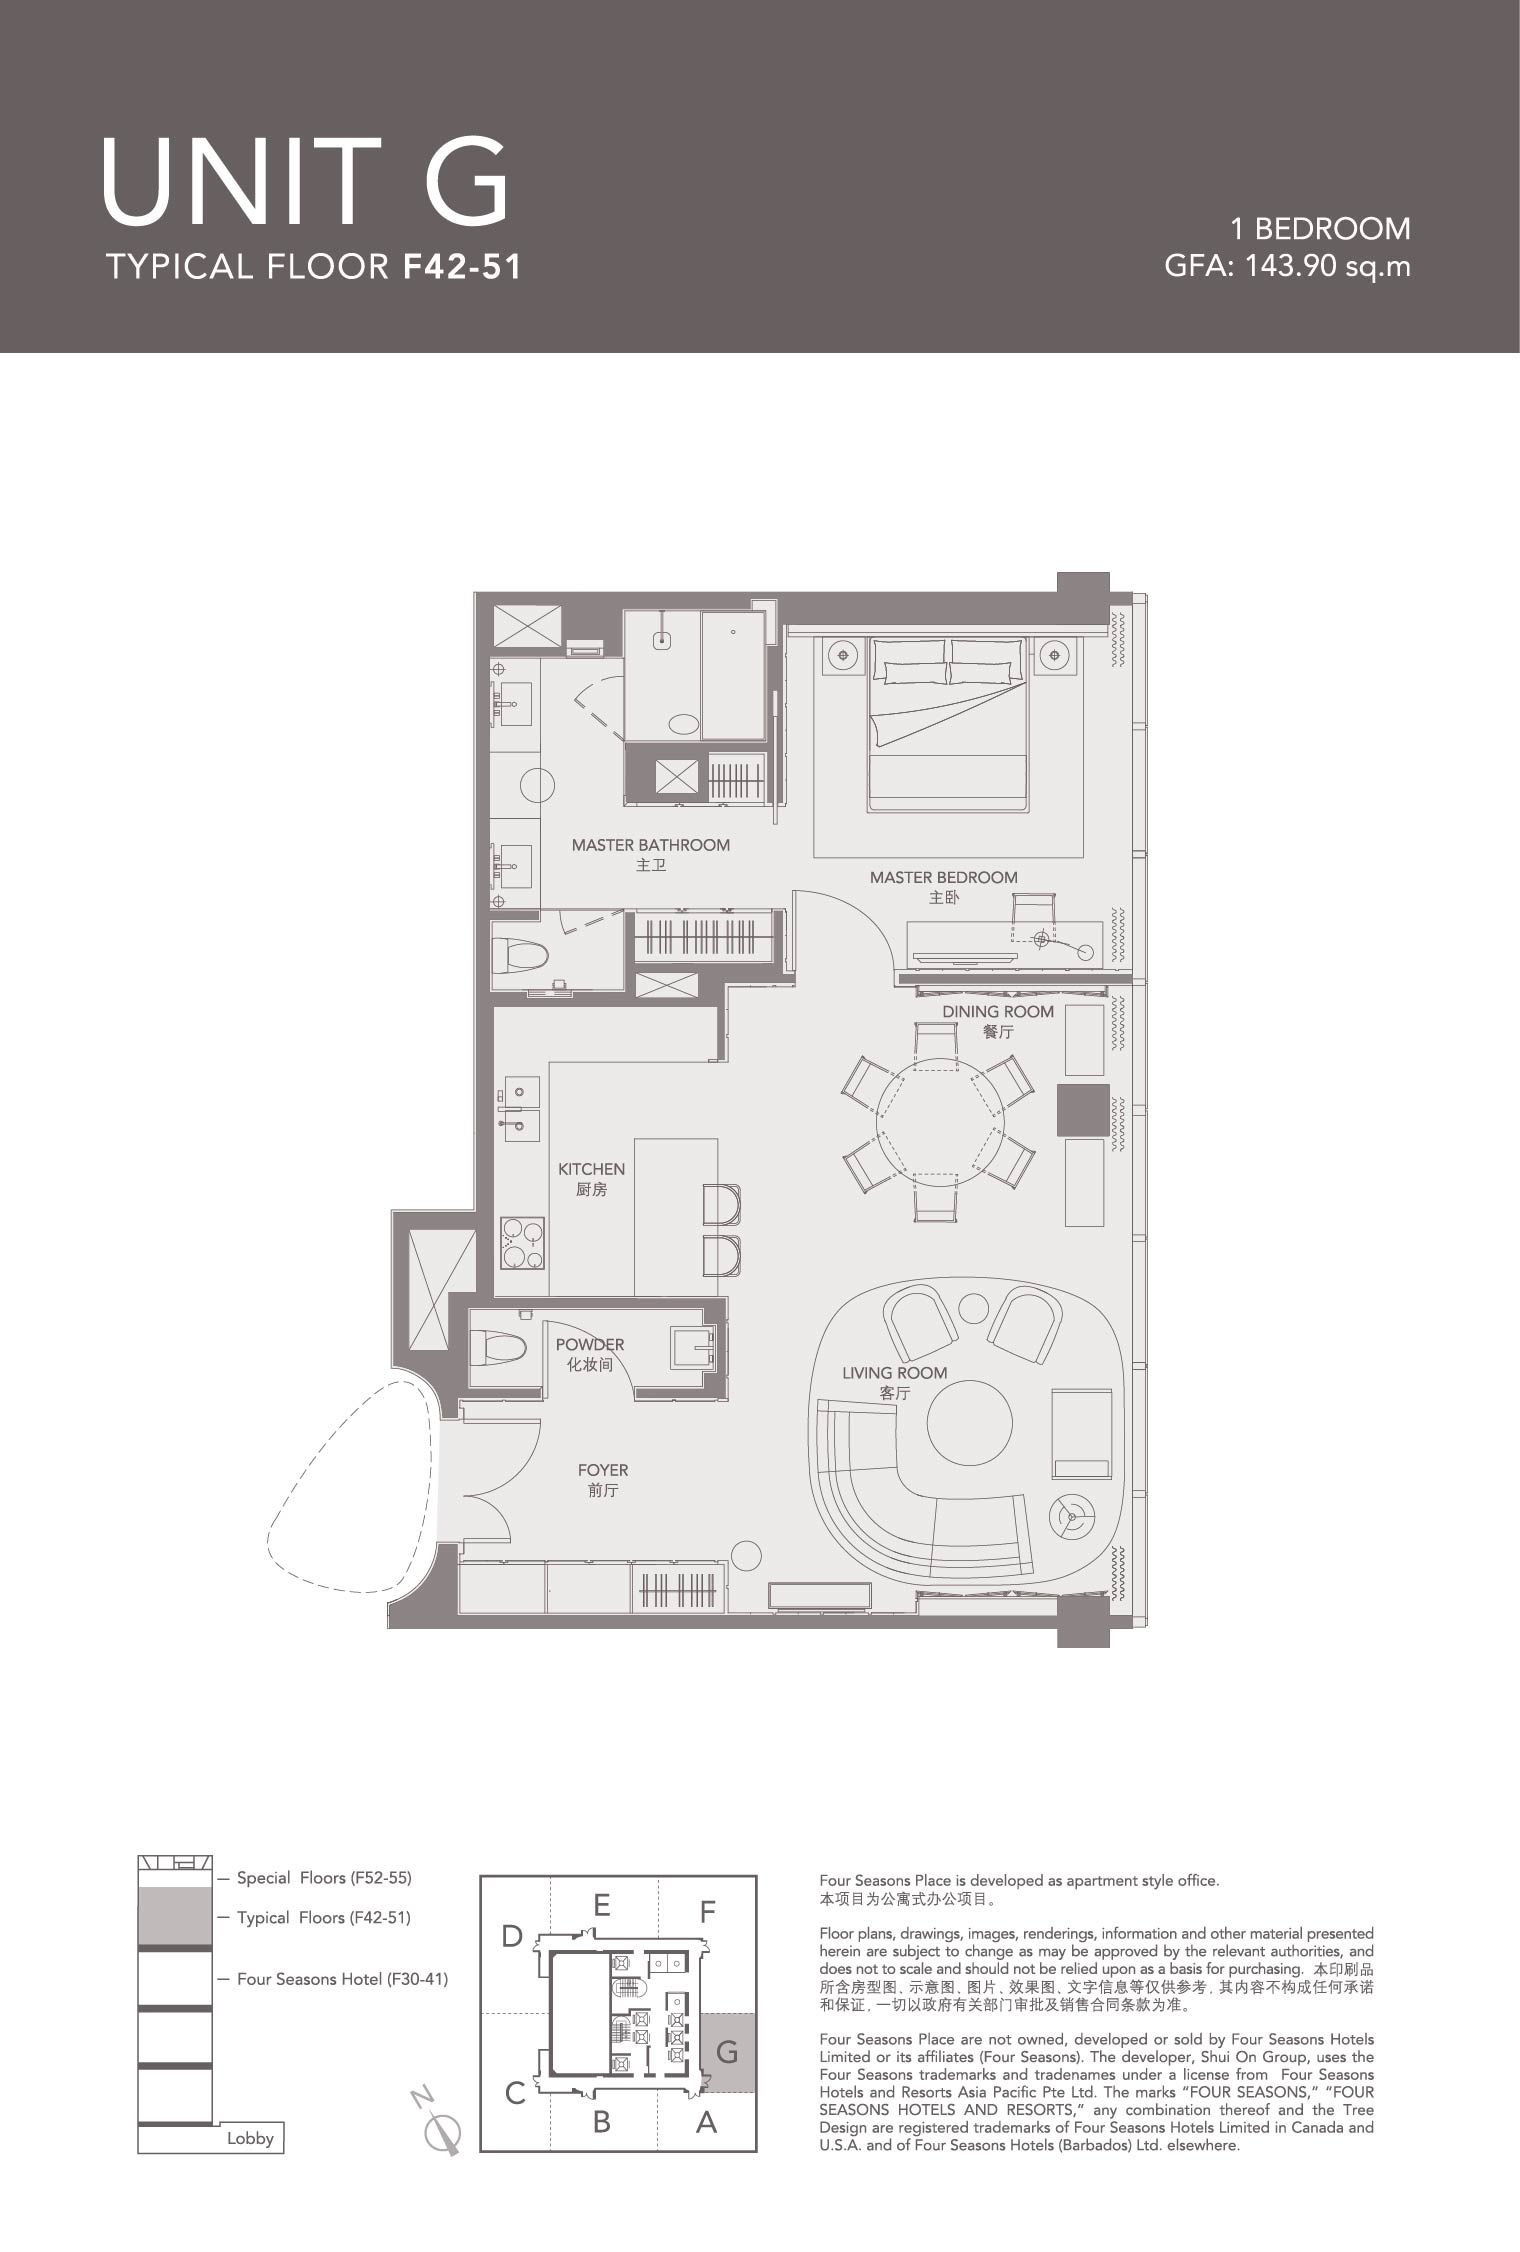 UNIT G
TYPICAL FLOOR F42-51
1 BEDROOM
GFA: 143.90 sq.m
MASTER BATHROOM
主卫
MASTER BEDROOM
主卧
DINING ROOM
餐厅
KITCHEN
厨房
POWDER
化妆间
LIVING ROOM
客厅
FOYER
前厅
Special Floors (F52-55)
Typical Floors (F42-51)
Four Seasons Hotel (F30-41)
Lobby
N
E
F
D
G
C
B
A
Four Seasons Place is developed as apartment style office.
本项目为公寓式办公项目。
Floor plans, drawings, images, renderings, information and other material presented
herein are subject to change as may be approved by the relevant authorities, and
does not to scale and should not be relied upon as a basis for purchasing. 本印刷品
所含房型图、示意图、图片、效果图、文字信息等仅供参考，其内容不构成任何承诺
和保证，一切以政府有关部门审批及销售合同条款为准。
Four Seasons Place are not owned, developed or sold by Four Seasons Hotels
Limited or its affiliates (Four Seasons). The developer, Shui On Group, uses the
Four Seasons trademarks and tradenames under a license from Four Seasons
Hotels and Resorts Asia Pacific Pte Ltd. The marks “FOUR SEASONS,” “FOUR
SEASONS HOTELS AND RESORTS,” any combination thereof and the Tree
Design are registered trademarks of Four Seasons Hotels Limited in Canada and
U.S.A. and of Four Seasons Hotels (Barbados) Ltd. elsewhere.